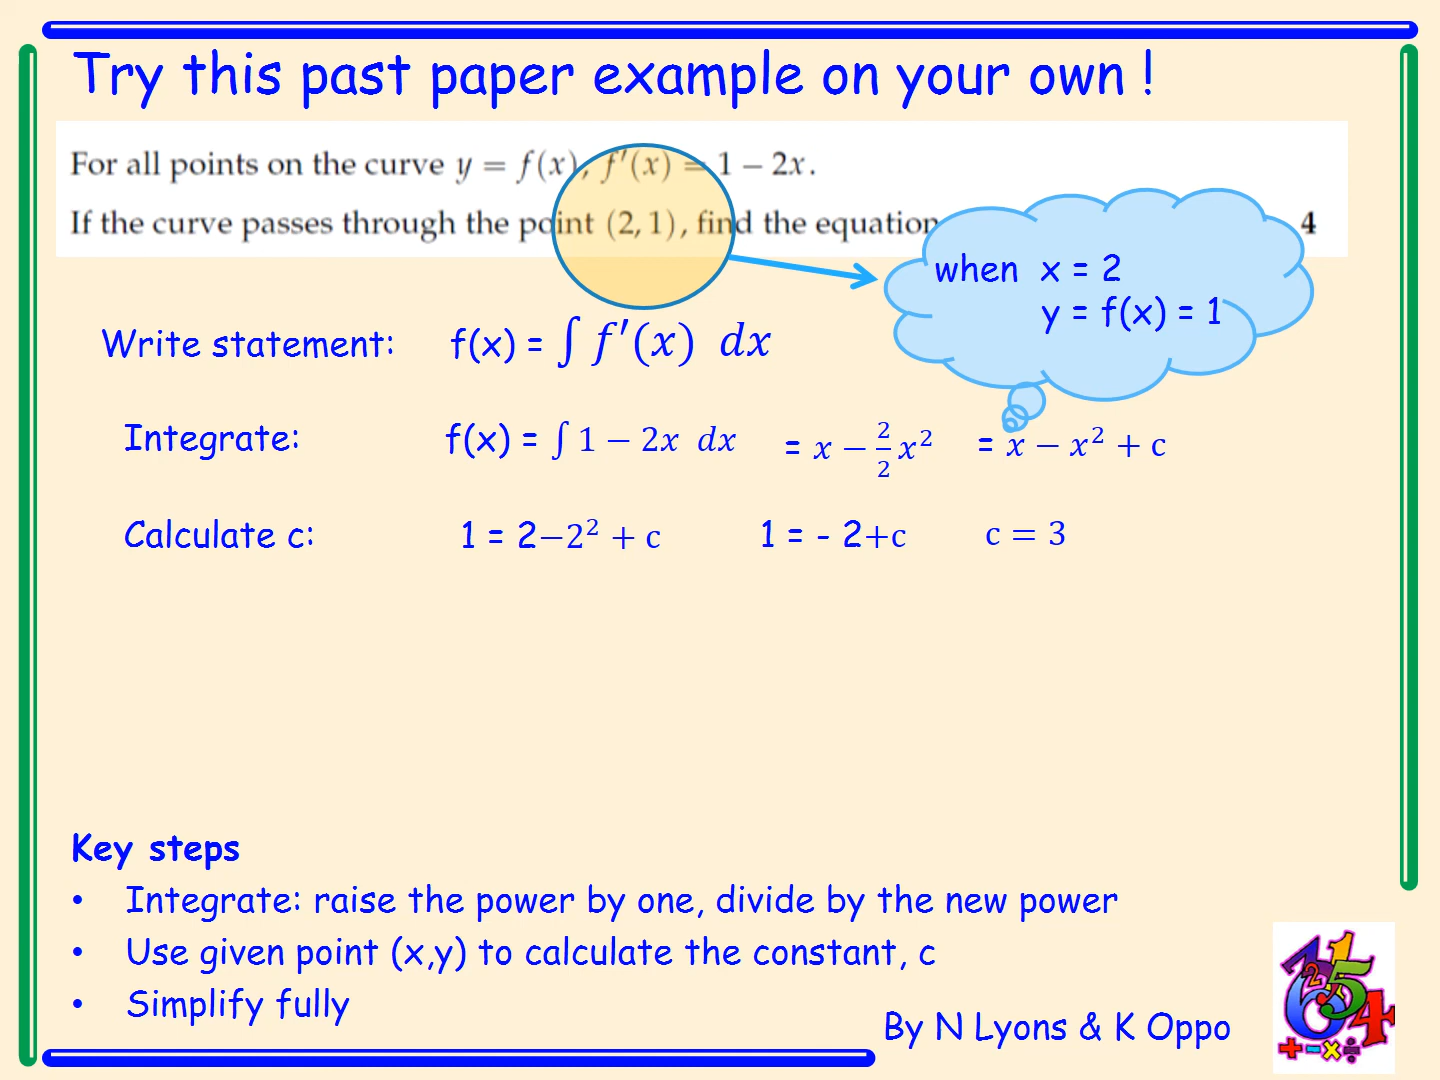 Try this past paper example on your own !
For all points on the curve y = f(x), f′(x) = 1 − 2x.
If the curve passes through the point (2, 1), find the equation 4
when x = 2
y = f(x) = 1
Write statement: f(x) = ∫ f′(x) dx
Integrate: f(x) = ∫ 1 − 2x dx = x − 2/2 x² = x − x² + c
Calculate c: 1 = 2−2² + c 1 = - 2+c c = 3
Key steps
• Integrate: raise the power by one, divide by the new power
• Use given point (x,y) to calculate the constant, c
• Simplify fully
By N Lyons & K Oppo